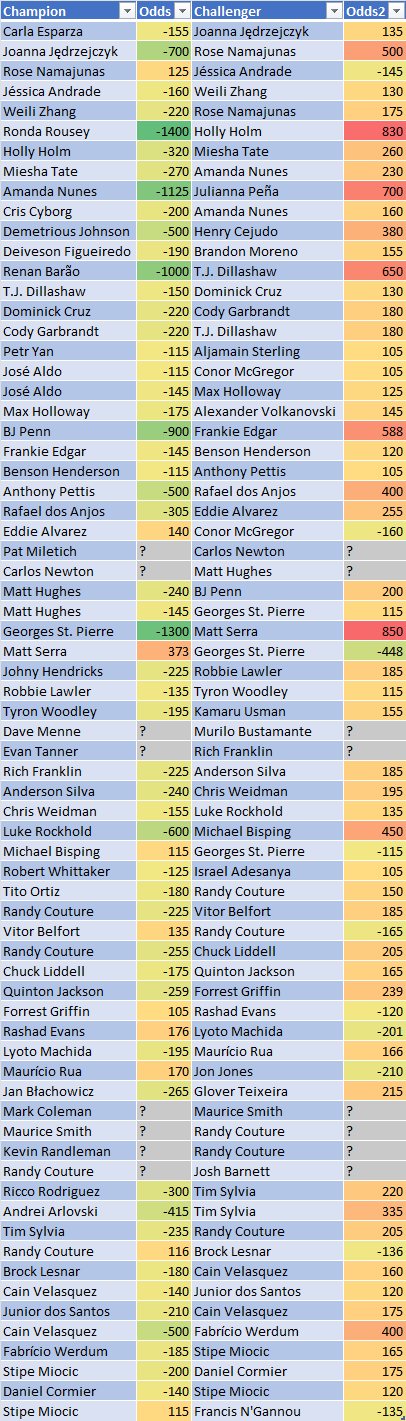 Champion Odds Challenger Odds2
Carla Esparza -155 Joanna Jędrzejczyk 135
Joanna Jędrzejczyk -700 Rose Namajunas 500
Rose Namajunas 125 Jéssica Andrade -145
Jéssica Andrade -160 Weili Zhang 130
Weili Zhang -220 Rose Namajunas 175
Ronda Rousey -1400 Holly Holm 830
Holly Holm -320 Miesha Tate 260
Miesha Tate -270 Amanda Nunes 230
Amanda Nunes -1125 Julianna Peña 700
Cris Cyborg -200 Amanda Nunes 160
Demetrious Johnson -500 Henry Cejudo 380
Deiveson Figueiredo -190 Brandon Moreno 155
Renan Barão -1000 T.J. Dillashaw 650
T.J. Dillashaw -150 Dominick Cruz 130
Dominick Cruz -220 Cody Garbrandt 180
Cody Garbrandt -220 T.J. Dillashaw 180
Petr Yan -115 Aljamain Sterling 105
José Aldo -115 Conor McGregor 105
José Aldo -145 Max Holloway 125
Max Holloway -175 Alexander Volkanovski 145
BJ Penn -900 Frankie Edgar 588
Frankie Edgar -145 Benson Henderson 120
Benson Henderson -115 Anthony Pettis 105
Anthony Pettis -500 Rafael dos Anjos 400
Rafael dos Anjos -305 Eddie Alvarez 255
Eddie Alvarez 140 Conor McGregor -160
Pat Miletich ? Carlos Newton ?
Carlos Newton ? Matt Hughes ?
Matt Hughes -240 BJ Penn 200
Matt Hughes -145 Georges St. Pierre 115
Georges St. Pierre -1300 Matt Serra 850
Matt Serra 373 Georges St. Pierre -448
Johny Hendricks -225 Robbie Lawler 185
Robbie Lawler -135 Tyron Woodley 115
Tyron Woodley -195 Kamaru Usman 155
Dave Menne ? Murilo Bustamante ?
Evan Tanner ? Rich Franklin ?
Rich Franklin -225 Anderson Silva 185
Anderson Silva -240 Chris Weidman 195
Chris Weidman -155 Luke Rockhold 135
Luke Rockhold -600 Michael Bisping 450
Michael Bisping 115 Georges St. Pierre -115
Robert Whittaker -125 Israel Adesanya 105
Tito Ortiz -180 Randy Couture 150
Randy Couture -225 Vitor Belfort 185
Vitor Belfort 135 Randy Couture -165
Randy Couture -255 Chuck Liddell 205
Chuck Liddell -175 Quinton Jackson 165
Quinton Jackson -259 Forrest Griffin 239
Forrest Griffin 105 Rashad Evans -120
Rashad Evans 176 Lyoto Machida -201
Lyoto Machida -195 Maurício Rua 166
Maurício Rua 170 Jon Jones -210
Jan Błachowicz -265 Glover Teixeira 215
Mark Coleman ? Maurice Smith ?
Maurice Smith ? Randy Couture ?
Kevin Randleman ? Randy Couture ?
Randy Couture ? Josh Barnett ?
Ricco Rodriguez -300 Tim Sylvia 220
Andrei Arlovski -415 Tim Sylvia 335
Tim Sylvia -235 Randy Couture 205
Randy Couture 116 Brock Lesnar -136
Brock Lesnar -180 Cain Velasquez 160
Cain Velasquez -140 Junior dos Santos 120
Junior dos Santos -210 Cain Velasquez 175
Cain Velasquez -500 Fabrício Werdum 400
Fabrício Werdum -185 Stipe Miocic 165
Stipe Miocic -200 Daniel Cormier 175
Daniel Cormier -140 Stipe Miocic 120
Stipe Miocic 115 Francis N'Gannou -135